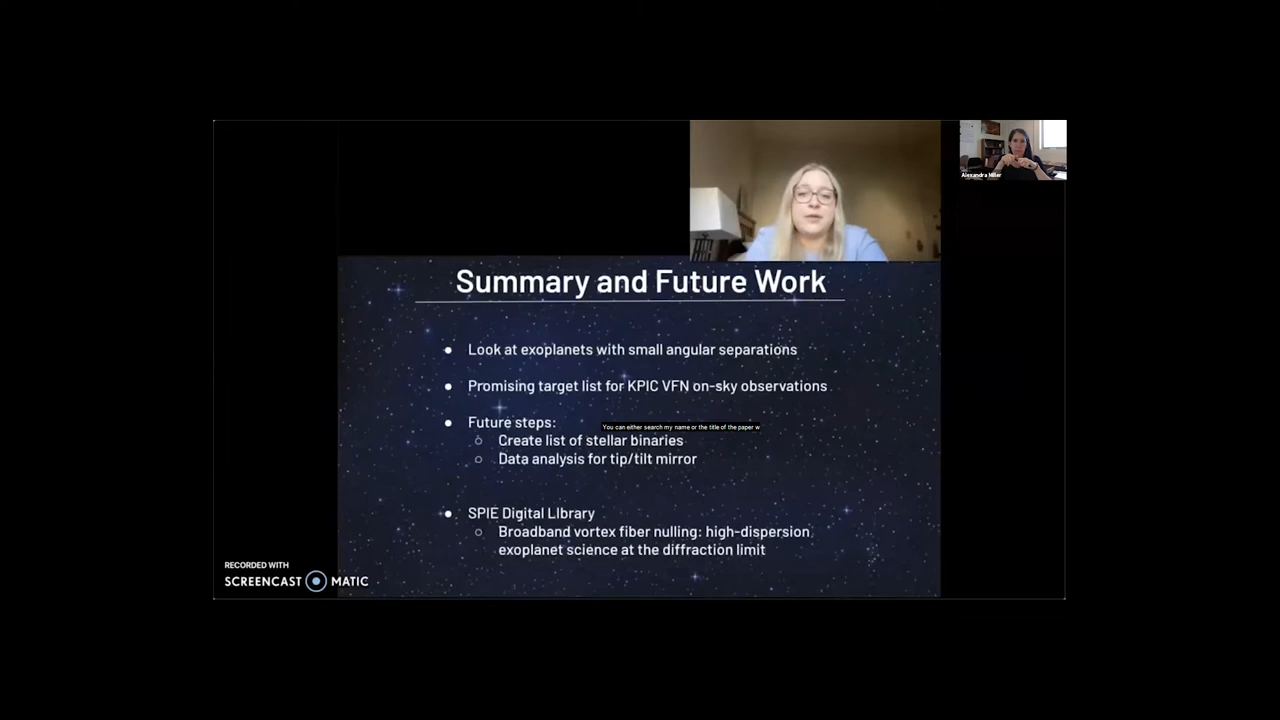 Alexandra Miller
Summary and Future Work
Look at exoplanets with small angular separations
Promising target list for KPIC VFN on-sky observations
Future steps:
You can either search my name or the title of the paper w
Create list of stellar binaries
Data analysis for tip/tilt mirror
SPIE Digital LIbrary
Broadband vortex fiber nulling: high-dispersion
exoplanet science at the diffraction limit
RECORDED WITH
SCREENCAST MATIC